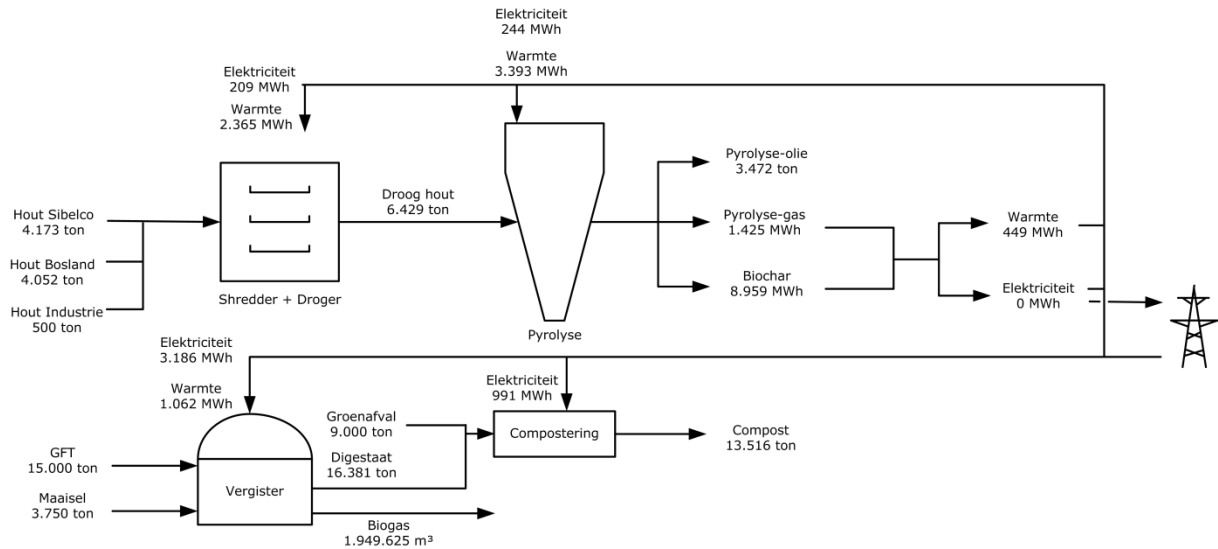 Elektriciteit
244 MWh
Warmte
3.393 MWh
Elektriciteit
209 MWh
Warmte
2.365 MWh
Hout Sibelco
4.173 ton
Hout Bosland
4.052 ton
Hout Industrie
500 ton
Shredder + Droger
Droog hout
6.429 ton
Pyrolyse
Pyrolyse-olie
3.472 ton
Pyrolyse-gas
1.425 MWh
Biochar
8.959 MWh
Warmte
449 MWh
Elektriciteit
0 MWh
Elektriciteit
3.186 MWh
Warmte
1.062 MWh
GFT
15.000 ton
Maaisel
3.750 ton
Vergister
Groenafval
9.000 ton
Digestaat
16.381 ton
Biogas
1.949.625 m³
Elektriciteit
991 MWh
Compostering
Compost
13.516 ton